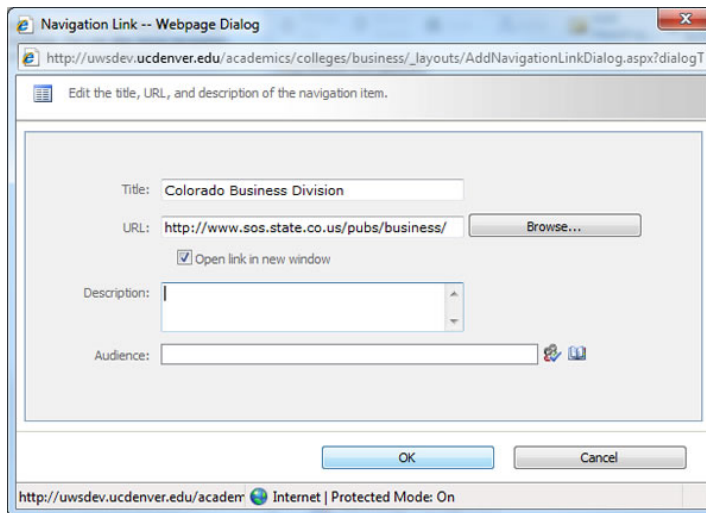 Navigation Link -- Webpage Dialog
http://uwsdev.ucdenver.edu/academics/colleges/business/_layouts/AddNavigationLinkDialog.aspx?dialogT
Edit the title, URL, and description of the navigation item.
Title: Colorado Business Division
URL: http://www.sos.state.co.us/pubs/business/ Browse...
Open link in new window
Description:
Audience:
OK Cancel
http://uwsdev.ucdenver.edu/academ Internet | Protected Mode: On